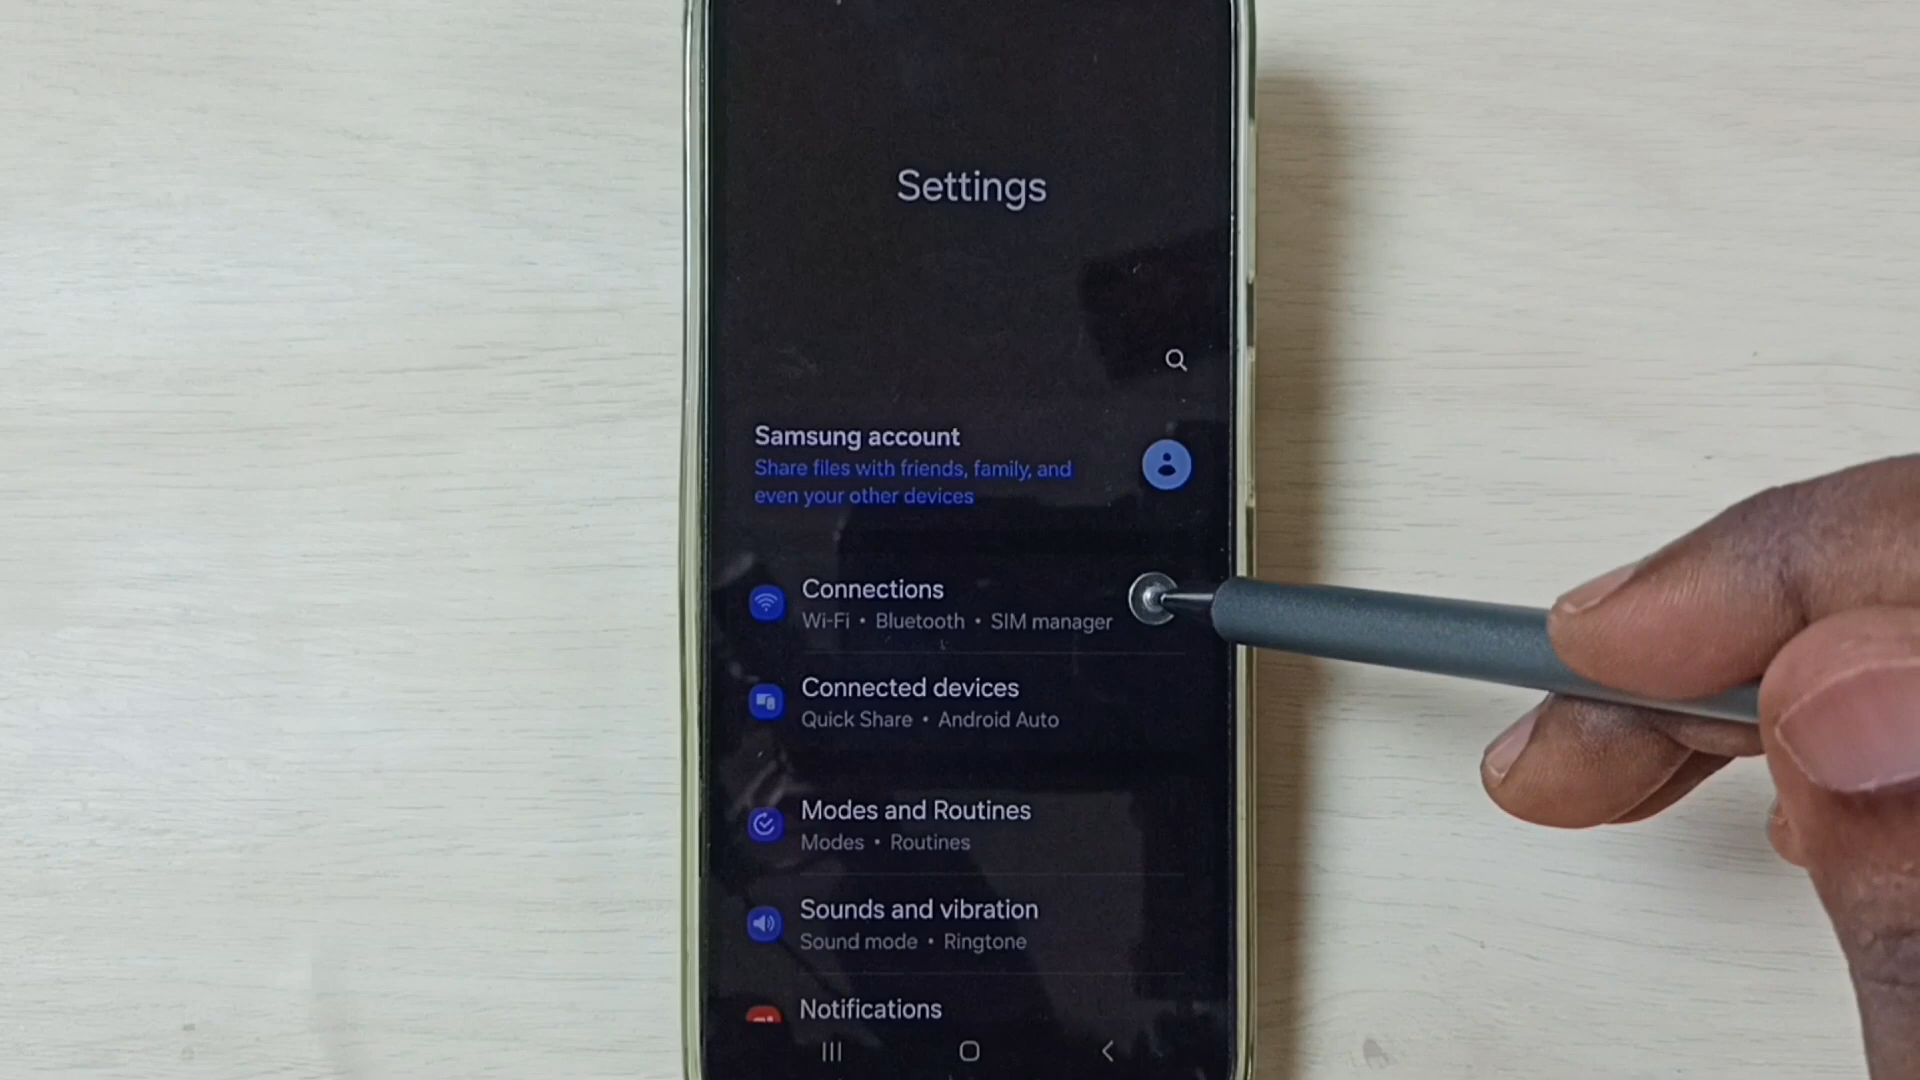 Settings
Samsung account
Share files with friends, family, and
even your other devices
Connections
Wi-Fi • Bluetooth • SIM manager
Connected devices
Quick Share • Android Auto
Modes and Routines
Modes • Routines
Sounds and vibration
Sound mode • Ringtone
Notifications